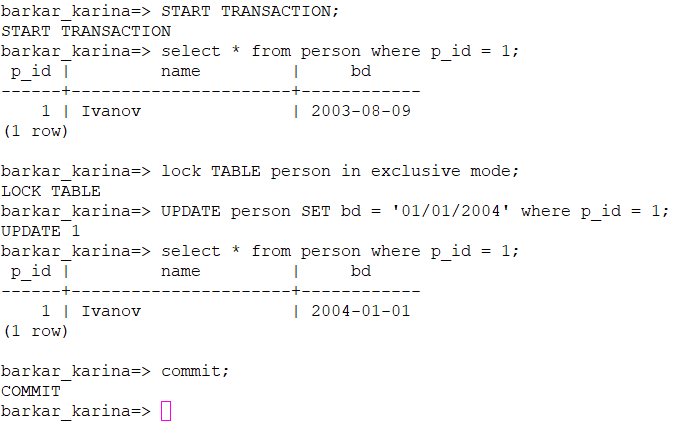 barkar_karina=> START TRANSACTION;
START TRANSACTION
barkar_karina=> select * from person where p_id = 1;
 p_id |         name         |     bd
------+----------------------+------------
    1 | Ivanov               | 2003-08-09
(1 row)

barkar_karina=> lock TABLE person in exclusive mode;
LOCK TABLE
barkar_karina=> UPDATE person SET bd = '01/01/2004' where p_id = 1;
UPDATE 1
barkar_karina=> select * from person where p_id = 1;
 p_id |         name         |     bd
------+----------------------+------------
    1 | Ivanov               | 2004-01-01
(1 row)

barkar_karina=> commit;
COMMIT
barkar_karina=>